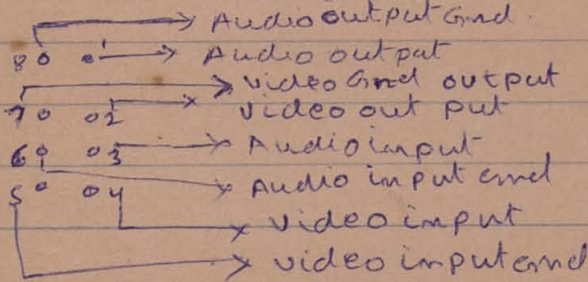 Audio output Gnd
8 1 Audio output
Video Gnd output
7 2 Video out put
6 3 Audio input
Audio input Gnd
5 4
Video input
Video input Gnd